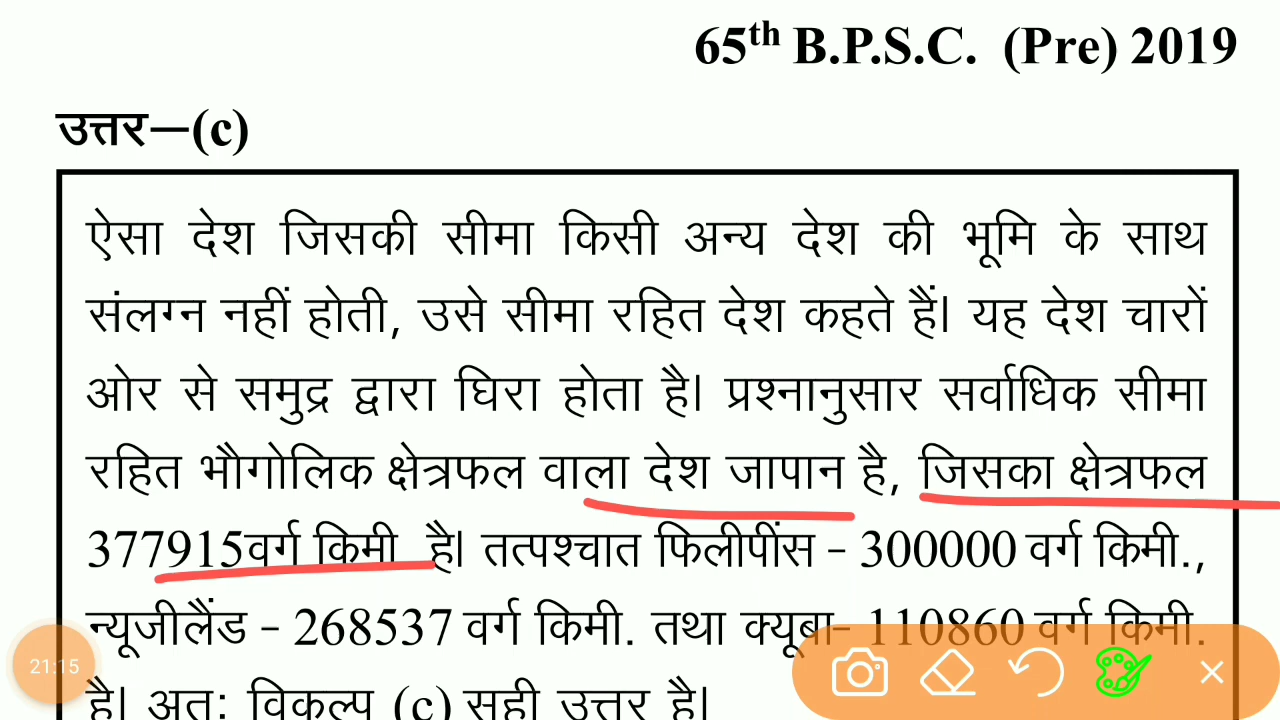 65th B.P.S.C. (Pre) 2019
उत्तर—(c)
ऐसा देश जिसकी सीमा किसी अन्य देश की भूमि के साथ
संलग्न नहीं होती, उसे सीमा रहित देश कहते हैं। यह देश चारों
ओर से समुद्र द्वारा घिरा होता है। प्रश्नानुसार सर्वाधिक सीमा
रहित भौगोलिक क्षेत्रफल वाला देश जापान है, जिसका क्षेत्रफल
377915वर्ग किमी है। तत्पश्चात फिलीपींस - 300000 वर्ग किमी.,
न्यूजीलैंड - 268537 वर्ग किमी. तथा क्यूबा- 110860 वर्ग किमी.
है। अतः विकल्प (c) सही उत्तर है।
21:15